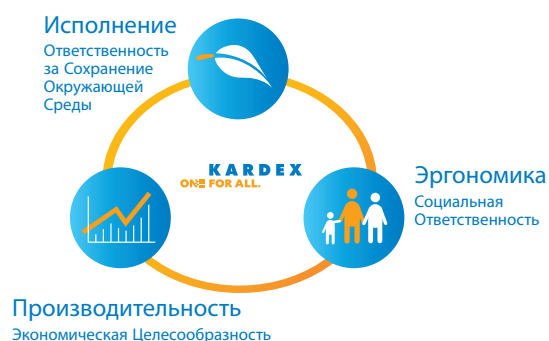 Исполнение
Ответственность
за Сохранение
Окружающей
Среды
KARDEX
ONE FOR ALL.
Эргономика
Социальная
Ответственность
Производительность
Экономическая Целесообразность